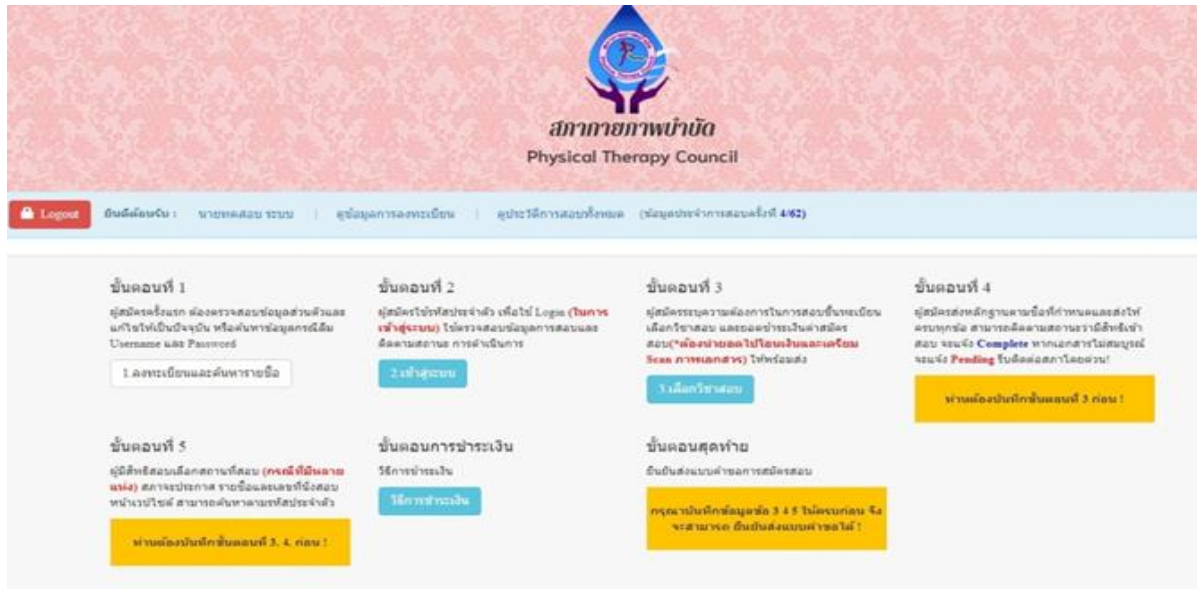 สภากายภาพบำบัด
Physical Therapy Council
Logout ยินดีต้อนรับ : นายทดสอบ ระบบ | ดูข้อมูลการลงทะเบียน | ดูประวัติการสอบทั้งหมด (ข้อมูลประจำการสอบครั้งที่ 4/62)
ขั้นตอนที่ 1
ผู้สมัครครั้งแรก ต้องตรวจสอบข้อมูลส่วนตัวและ
แก้ไขให้เป็นปัจจุบัน หรือค้นหาข้อมูลกรณีลืม
Username และ Password
1.ลงทะเบียนและค้นหารายชื่อ
ขั้นตอนที่ 2
ผู้สมัครใช้รหัสประจำตัว เพื่อใช้ Login (ในการ
เข้าสู่ระบบ) ใช้ตรวจสอบข้อมูลการสอบและ
ติดตามสถานะ การดำเนินการ
2.เข้าสู่ระบบ
ขั้นตอนที่ 3
ผู้สมัครระบุความต้องการในการสอบขึ้นทะเบียน
เลือกวิชาสอบ และยอดชำระเงินค่าสมัคร
สอบ(*ต้องนำยอดไปโอนเงินและเตรียม
Scan ภาพเอกสาร) ให้พร้อมส่ง
3.เลือกวิชาสอบ
ขั้นตอนที่ 4
ผู้สมัครส่งหลักฐานตามข้อที่กำหนดและส่งให้
ครบทุกข้อ สามารถติดตามสถานะว่ามีสิทธิเข้า
สอบ จะแจ้ง Complete หากเอกสารไม่สมบูรณ์
จะแจ้ง Pending รีบติดต่อสภาโดยด่วน!
ท่านต้องบันทึกขั้นตอนที่ 3 ก่อน !
ขั้นตอนที่ 5
ผู้มีสิทธิสอบเลือกสถานที่สอบ (กรณีที่มีหลาย
แห่ง) สภาจะประกาศ รายชื่อและเลขที่นั่งสอบ
หน้าเวปไซด์ สามารถค้นหาตามรหัสประจำตัว
ท่านต้องบันทึกขั้นตอนที่ 3, 4, ก่อน !
ขั้นตอนการชำระเงิน
วิธีการชำระเงิน
วิธีการชำระเงิน
ขั้นตอนสุดท้าย
ยืนยันส่งแบบคำขอการสมัครสอบ
กรุณาบันทึกข้อมูลข้อ 3 4 5 ให้ครบก่อน จึง
จะสามารถ ยืนยันส่งแบบคำขอได้ !